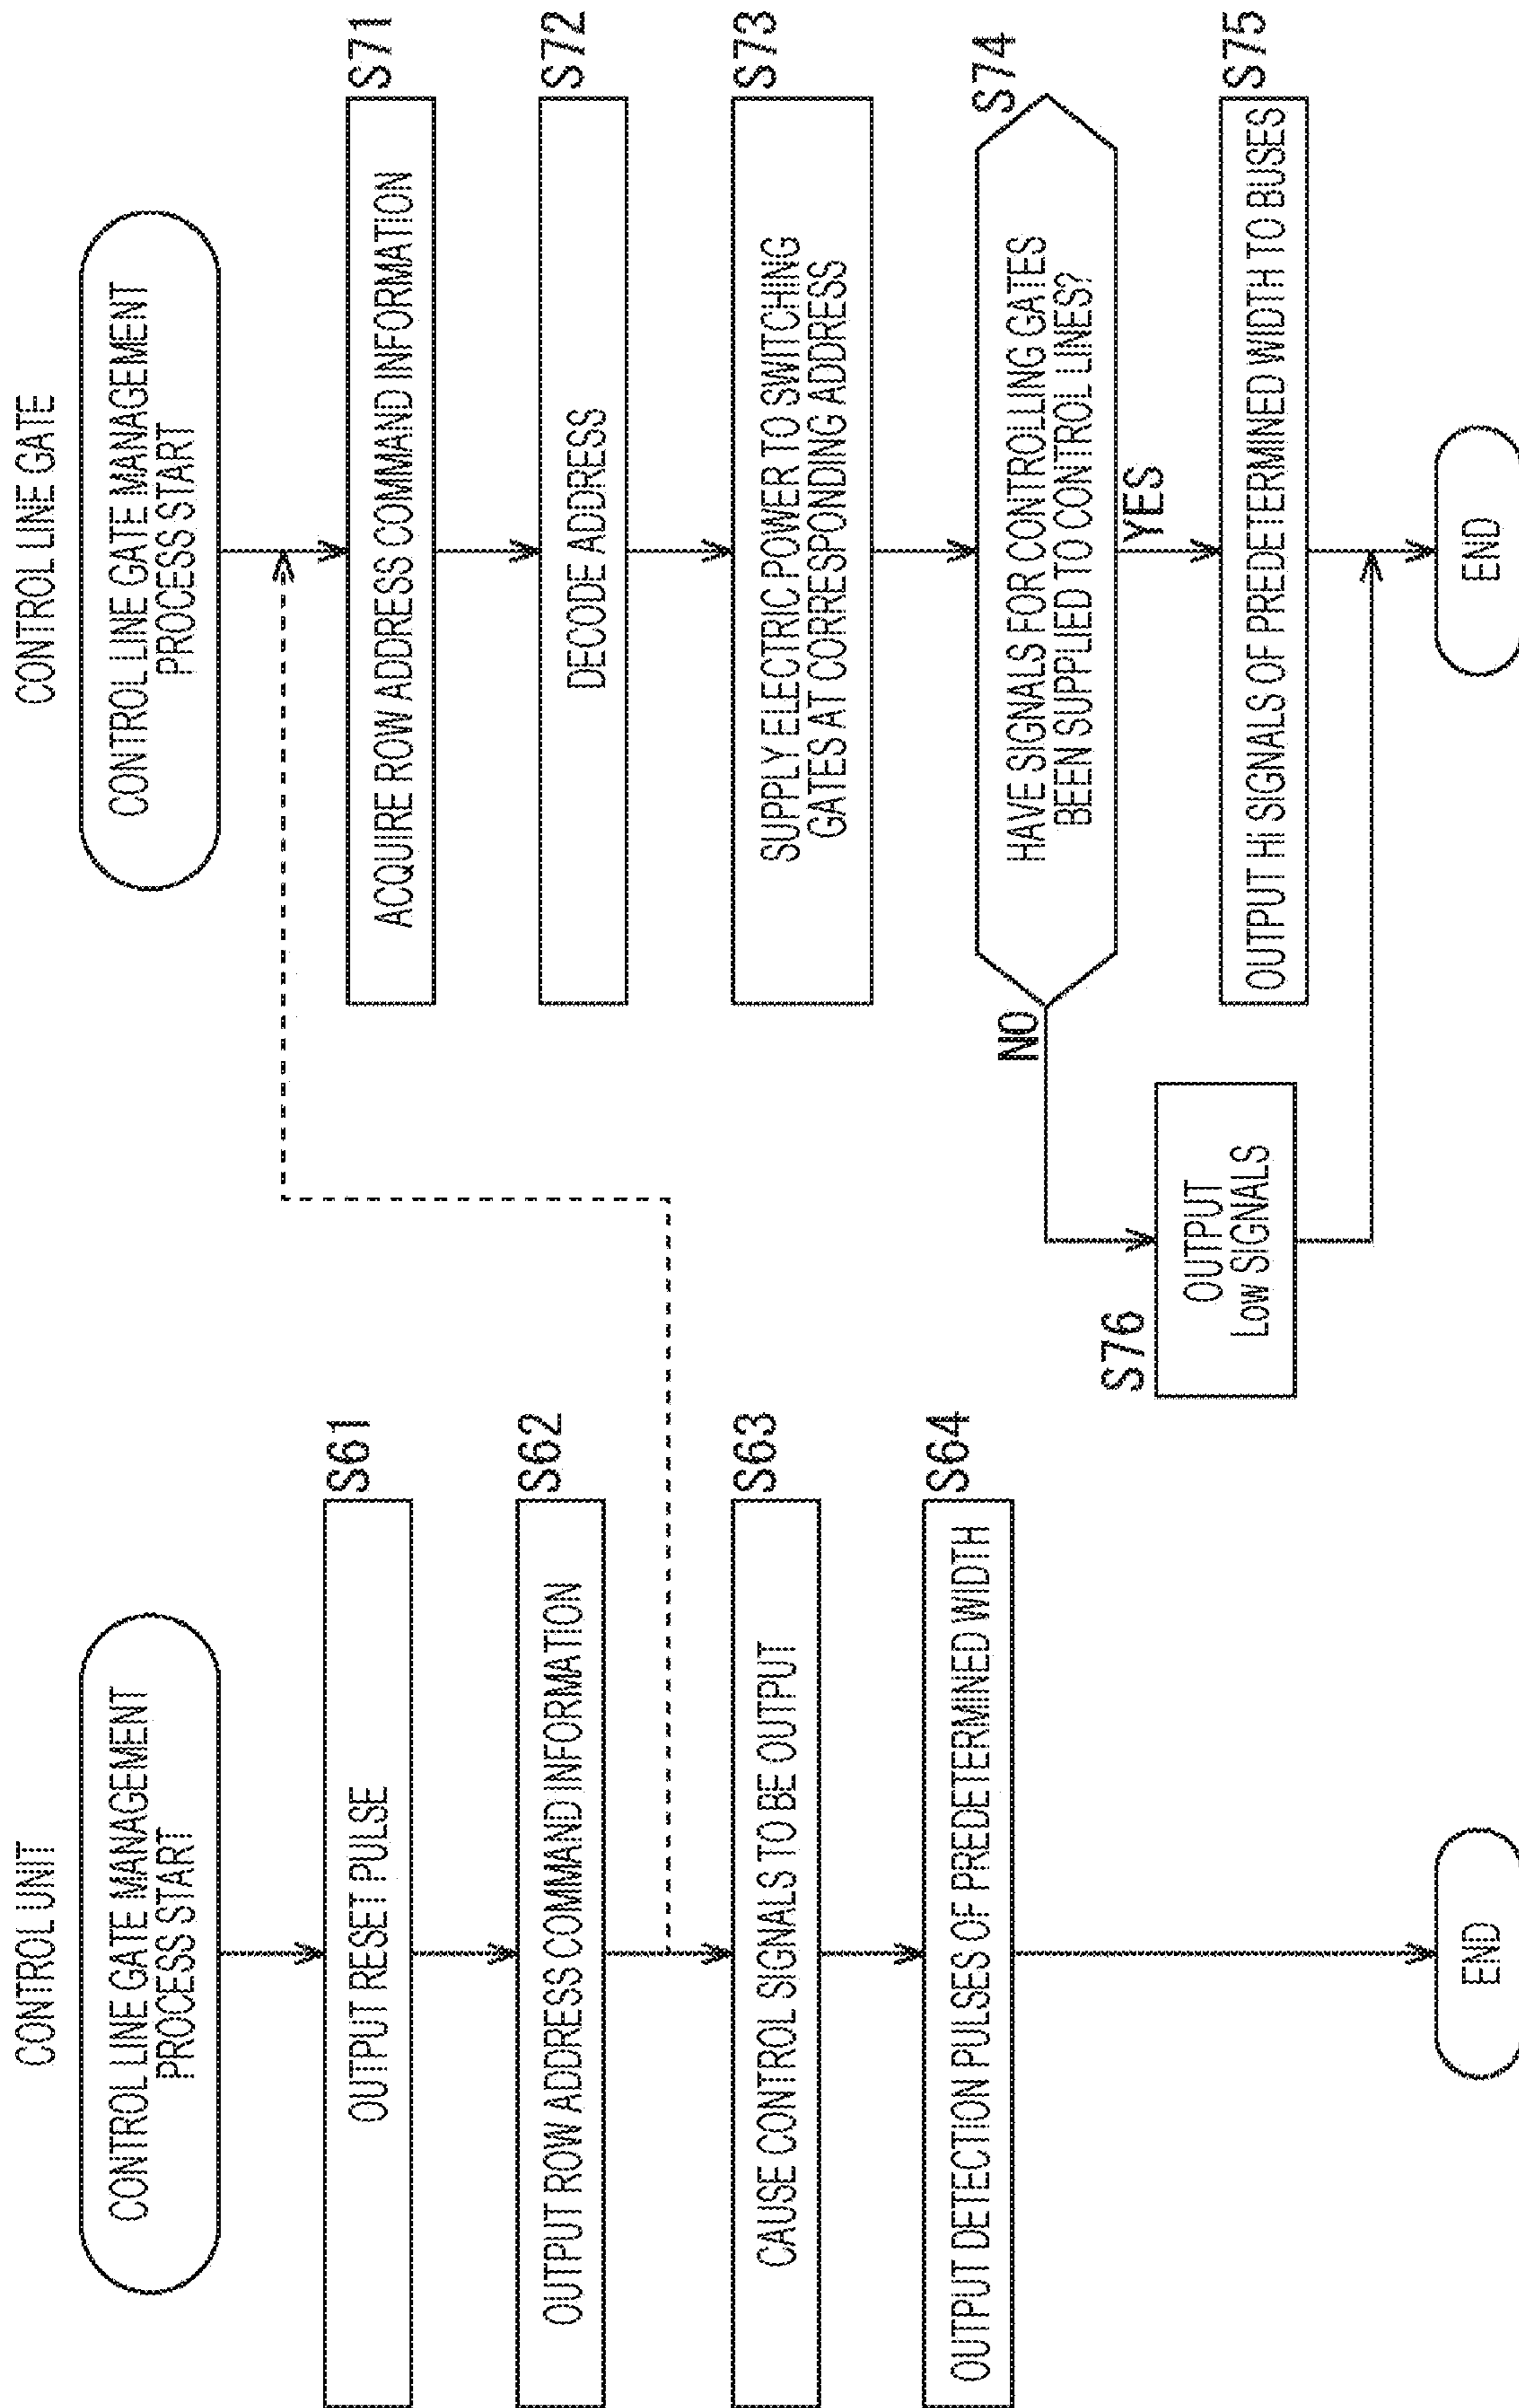 CONTROL UNIT
CONTROL LINE GATE MANAGEMENT
PROCESS START
S61
OUTPUT RESET PULSE
S62
OUTPUT ROW ADDRESS COMMAND INFORMATION
S63
CAUSE CONTROL SIGNALS TO BE OUTPUT
S64
OUTPUT DETECTION PULSES OF PREDETERMINED WIDTH
END
CONTROL LINE GATE
CONTROL LINE GATE MANAGEMENT
PROCESS START
S71
ACQUIRE ROW ADDRESS COMMAND INFORMATION
S72
DECODE ADDRESS
S73
SUPPLY ELECTRIC POWER TO SWITCHING
GATES AT CORRESPONDING ADDRESS
S74
HAVE SIGNALS FOR CONTROLLING GATES
BEEN SUPPLIED TO CONTROL LINES?
NO
YES
S76
OUTPUT
Low SIGNALS
S75
OUTPUT HI SIGNALS OF PREDETERMINED WIDTH TO BUSES
END